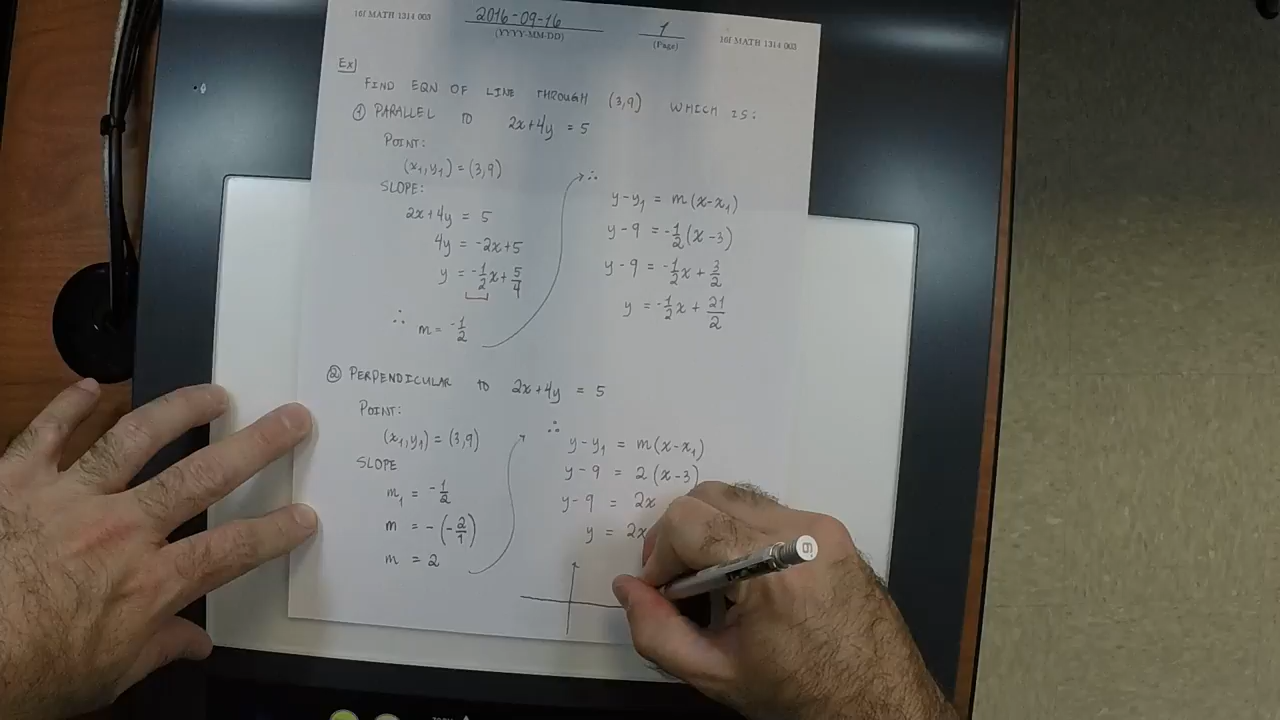 16F MATH 1314 003
2016-09-16
(YYYY-MM-DD)
1
(Page)
16F MATH 1314 003
Ex)
FIND EQN OF LINE THROUGH (3,9) WHICH IS:
① PARALLEL TO 2x+4y = 5
POINT:
(x₁,y₁) = (3,9)
SLOPE:
2x+4y = 5
4y = -2x+5
y = -1/2x + 5/4
∴ m = -1/2
∴
y-y₁ = m(x-x₁)
y-9 = -1/2(x-3)
y-9 = -1/2x + 3/2
y = -1/2x + 21/2
② PERPENDICULAR TO 2x+4y = 5
POINT:
(x₁,y₁) = (3,9)
SLOPE
m₁ = -1/2
m = -(-2/1)
m = 2
∴
y-y₁ = m(x-x₁)
y-9 = 2(x-3)
y-9 = 2x
y = 2x